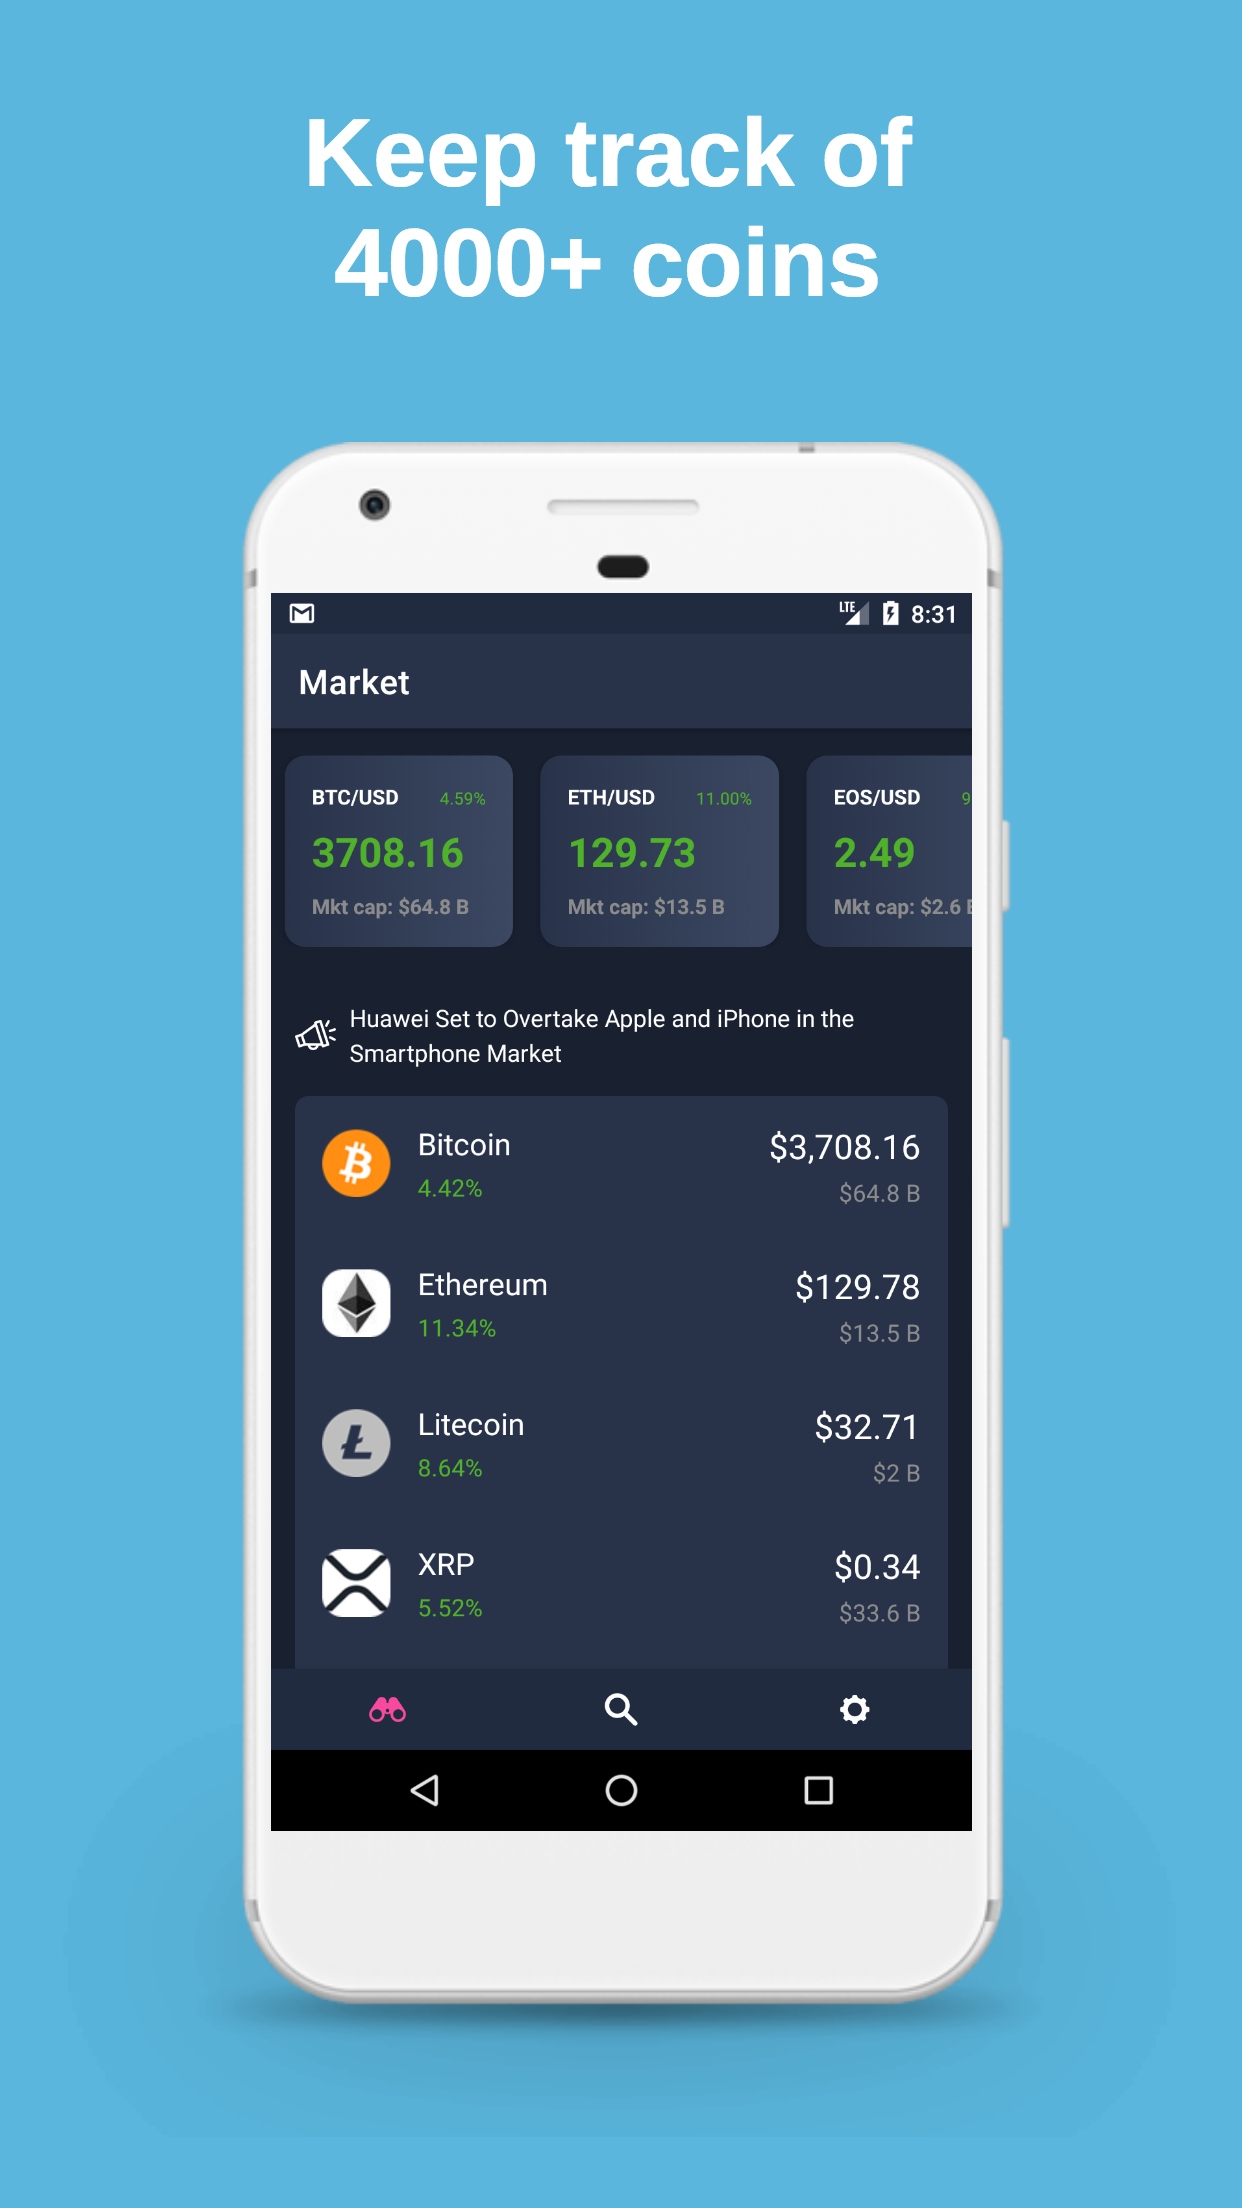 Keep track of
4000+ coins
LTE 8:31
Market
BTC/USD 4.59%
3708.16
Mkt cap: $64.8 B
ETH/USD 11.00%
129.73
Mkt cap: $13.5 B
EOS/USD 9
2.49
Mkt cap: $2.6 B
Huawei Set to Overtake Apple and iPhone in the
Smartphone Market
Bitcoin $3,708.16
4.42% $64.8 B
Ethereum $129.78
11.34% $13.5 B
Litecoin $32.71
8.64% $2 B
XRP $0.34
5.52% $33.6 B